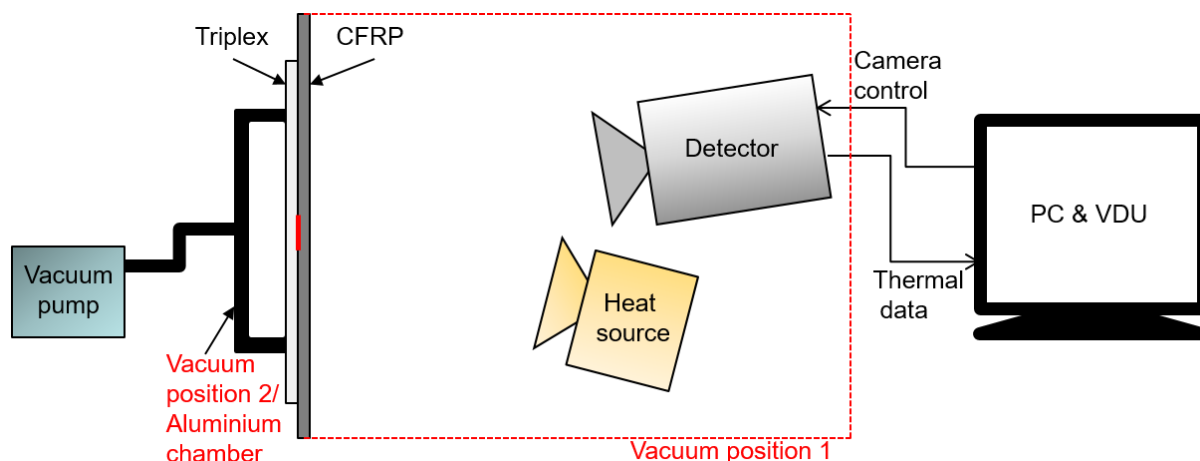 Triplex
CFRP
Camera
control
Detector
PC & VDU
Vacuum
pump
Heat
source
Thermal
data
Vacuum
position 2/
Aluminium
chamber
Vacuum position 1